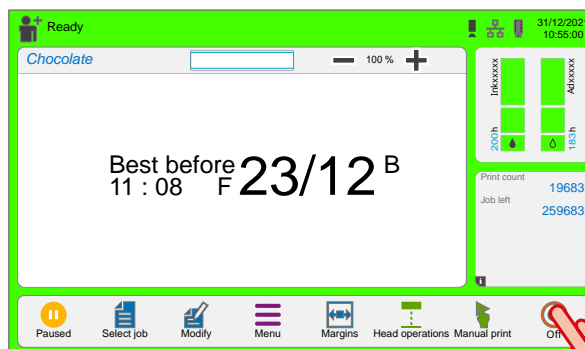 Ready
31/12/202
10:55:00
Chocolate
100 %
Best before 23/12 B
11 : 08 F
Inkxxxxx
Adxxxxx
200h
183h
Print count
19683
Job left
259683
Paused
Select job
Modify
Menu
Margins
Head operations
Manual print
Off